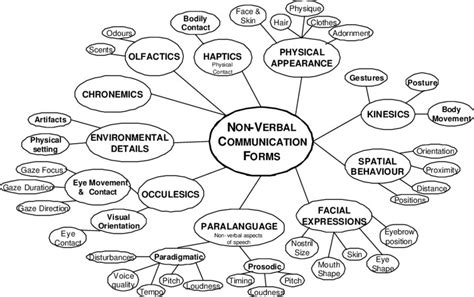 Physique
Face &
Skin
Hair
Clothes
Adornment
Bodily
Contact
Odours
Scents
OLFACTICS
HAPTICS
Physical
Contact
PHYSICAL
APPEARANCE
Gestures
Posture
CHRONEMICS
KINESICS
Body
Movement
Artifacts
Physical
setting
ENVIRONMENTAL
DETAILS
NON-VERBAL
COMMUNICATION
FORMS
SPATIAL
BEHAVIOUR
Orientation
Proximity
Distance
Positions
Gaze Focus
Gaze Duration
Gaze Direction
Eye Movement
& Contact
OCCULESICS
Visual
Orientation
Eye
Contact
PARALANGUAGE
Non- verbal aspects
of speech
FACIAL
EXPRESSIONS
Nostril
Size
Mouth
Shape
Skin
Eye
Shape
Eyebrow
position
Disturbances
Paradigmatic
Voice
quality
Tempo
Pitch
Loudness
Prosodic
Timing
Loudness
Pitch